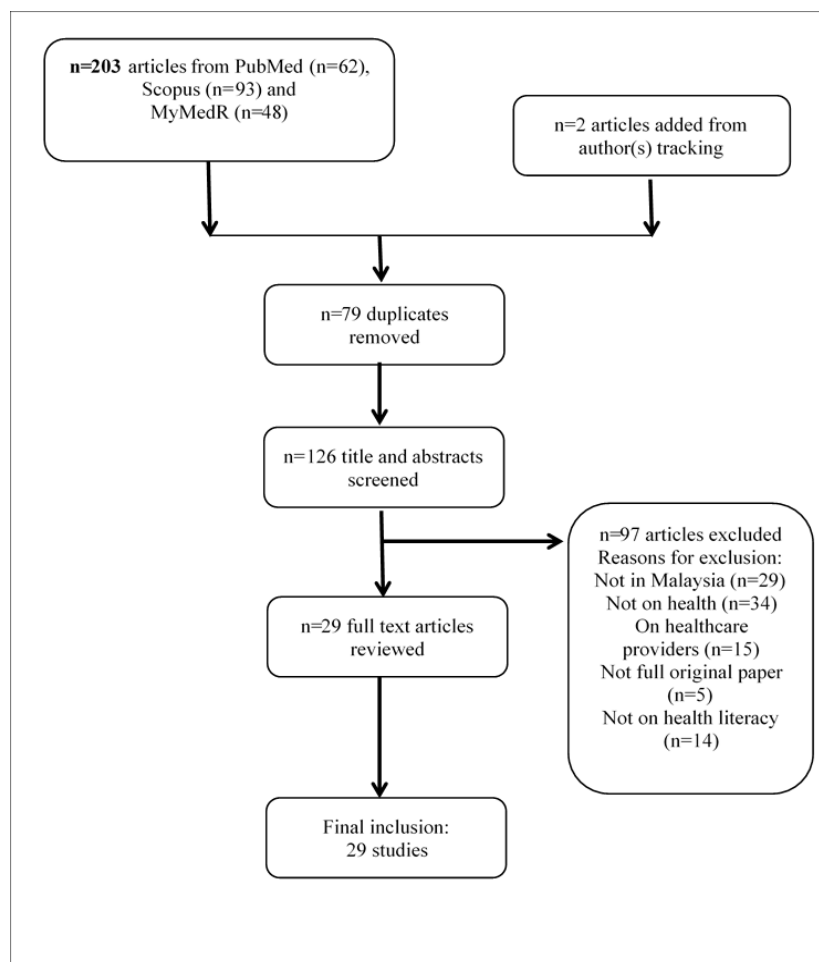 n=203 articles from PubMed (n=62),
Scopus (n=93) and
MyMedR (n=48)
n=2 articles added from
author(s) tracking
n=79 duplicates
removed
n=126 title and abstracts
screened
n=97 articles excluded
Reasons for exclusion:
Not in Malaysia (n=29)
Not on health (n=34)
On healthcare
providers (n=15)
Not full original paper
(n=5)
Not on health literacy
(n=14)
n=29 full text articles
reviewed
Final inclusion:
29 studies